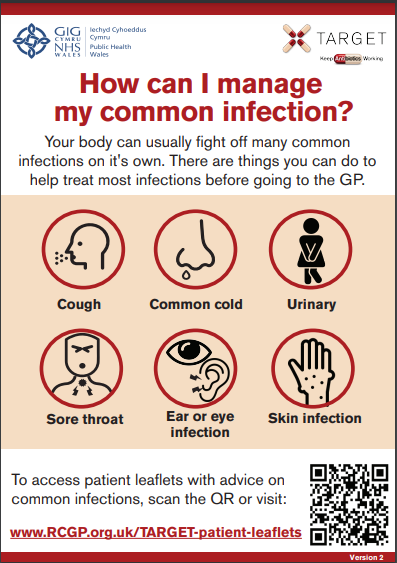 GIG
CYMRU
NHS
WALES
Iechyd Cyhoeddus
Cymru
Public Health
Wales
TARGET
Keep Antibiotics Working
How can I manage
my common infection?
Your body can usually fight off many common
infections on it's own. There are things you can do to
help treat most infections before going to the GP.
Cough
Common cold
Urinary
Sore throat
Ear or eye
infection
Skin infection
To access patient leaflets with advice on
common infections, scan the QR or visit:
www.RCGP.org.uk/TARGET-patient-leaflets
Version 2